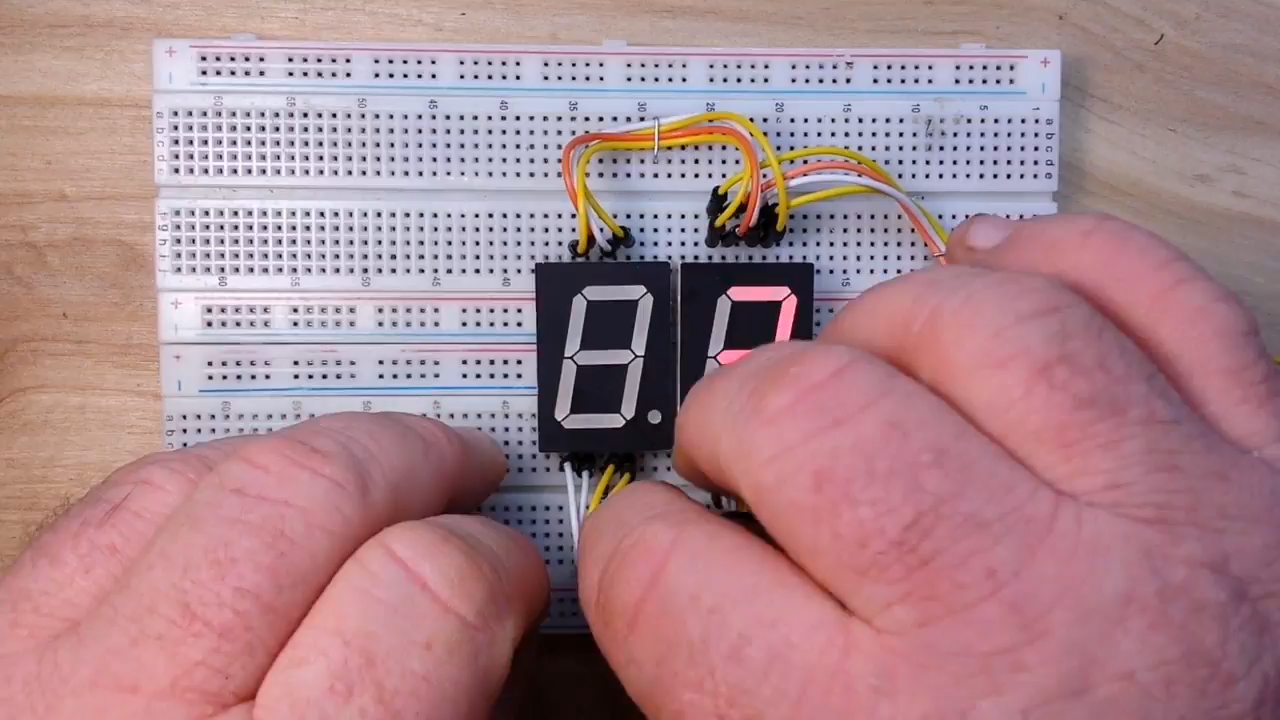 + +
- -
60 55 50 45 40 35 30 25 20 15 10 5 1
a a
b b
c c
d d
e e
f
g g
h h
i i
j j
60 55 50 45 40 15
+
-
+
-
60 50 45 40